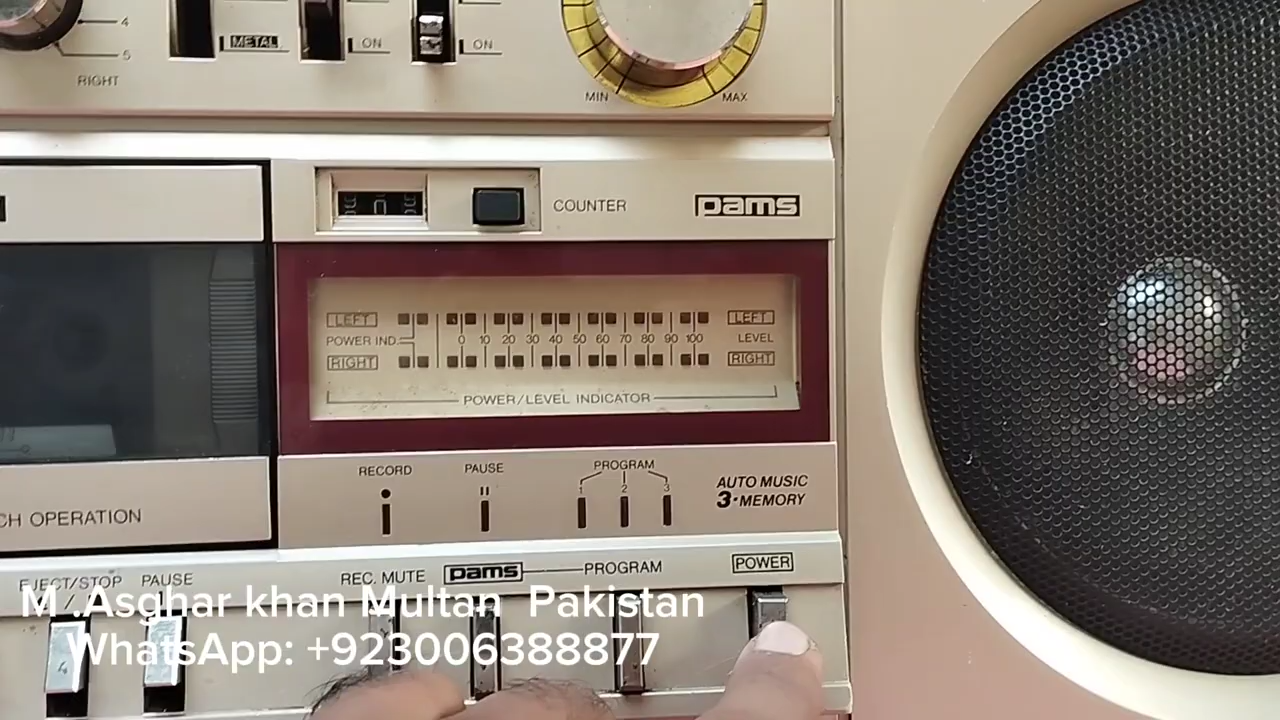 4
5
RIGHT
METAL
ON
ON
MIN
MAX
COUNTER
pams
LEFT
LEFT
POWER IND.
0 10 20 30 40 50 60 70 80 90 100
LEVEL
RIGHT
RIGHT
POWER/LEVEL INDICATOR
RECORD
PAUSE
PROGRAM
1 2 3
AUTO MUSIC
3·MEMORY
CH OPERATION
EJECT/STOP
PAUSE
REC. MUTE
pams
PROGRAM
POWER
M .Asghar khan Multan Pakistan
WhatsApp: +923006388877